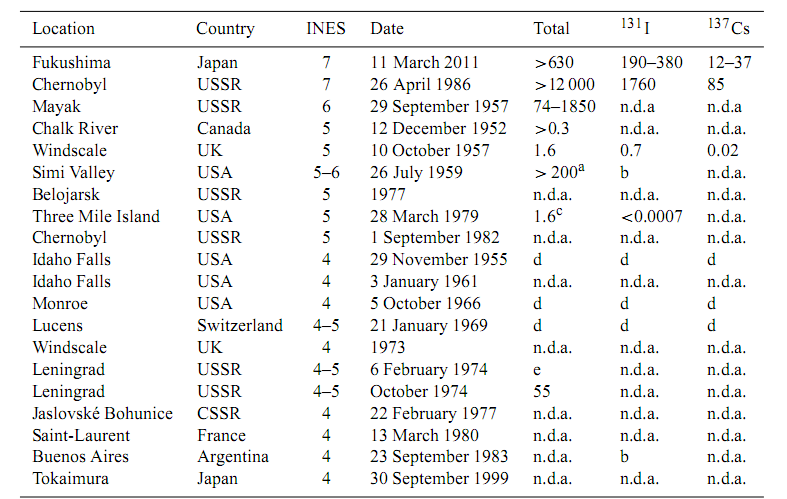 Location Country INES Date Total ¹³¹I ¹³⁷Cs
Fukushima Japan 7 11 March 2011 >630 190–380 12–37
Chernobyl USSR 7 26 April 1986 >12 000 1760 85
Mayak USSR 6 29 September 1957 74–1850 n.d.a n.d.a
Chalk River Canada 5 12 December 1952 >0.3 n.d.a. n.d.a.
Windscale UK 5 10 October 1957 1.6 0.7 0.02
Simi Valley USA 5–6 26 July 1959 > 200ᵃ b n.d.a.
Belojarsk USSR 5 1977 n.d.a. n.d.a. n.d.a.
Three Mile Island USA 5 28 March 1979 1.6ᶜ <0.0007 n.d.a.
Chernobyl USSR 5 1 September 1982 n.d.a. n.d.a. n.d.a.
Idaho Falls USA 4 29 November 1955 d d d
Idaho Falls USA 4 3 January 1961 n.d.a. n.d.a. n.d.a.
Monroe USA 4 5 October 1966 d d d
Lucens Switzerland 4–5 21 January 1969 d d d
Windscale UK 4 1973 n.d.a. n.d.a. n.d.a.
Leningrad USSR 4–5 6 February 1974 e n.d.a. n.d.a.
Leningrad USSR 4–5 October 1974 55 n.d.a. n.d.a.
Jaslovské Bohunice CSSR 4 22 February 1977 n.d.a. n.d.a. n.d.a.
Saint-Laurent France 4 13 March 1980 n.d.a. n.d.a. n.d.a.
Buenos Aires Argentina 4 23 September 1983 n.d.a. b n.d.a.
Tokaimura Japan 4 30 September 1999 n.d.a. n.d.a. n.d.a.